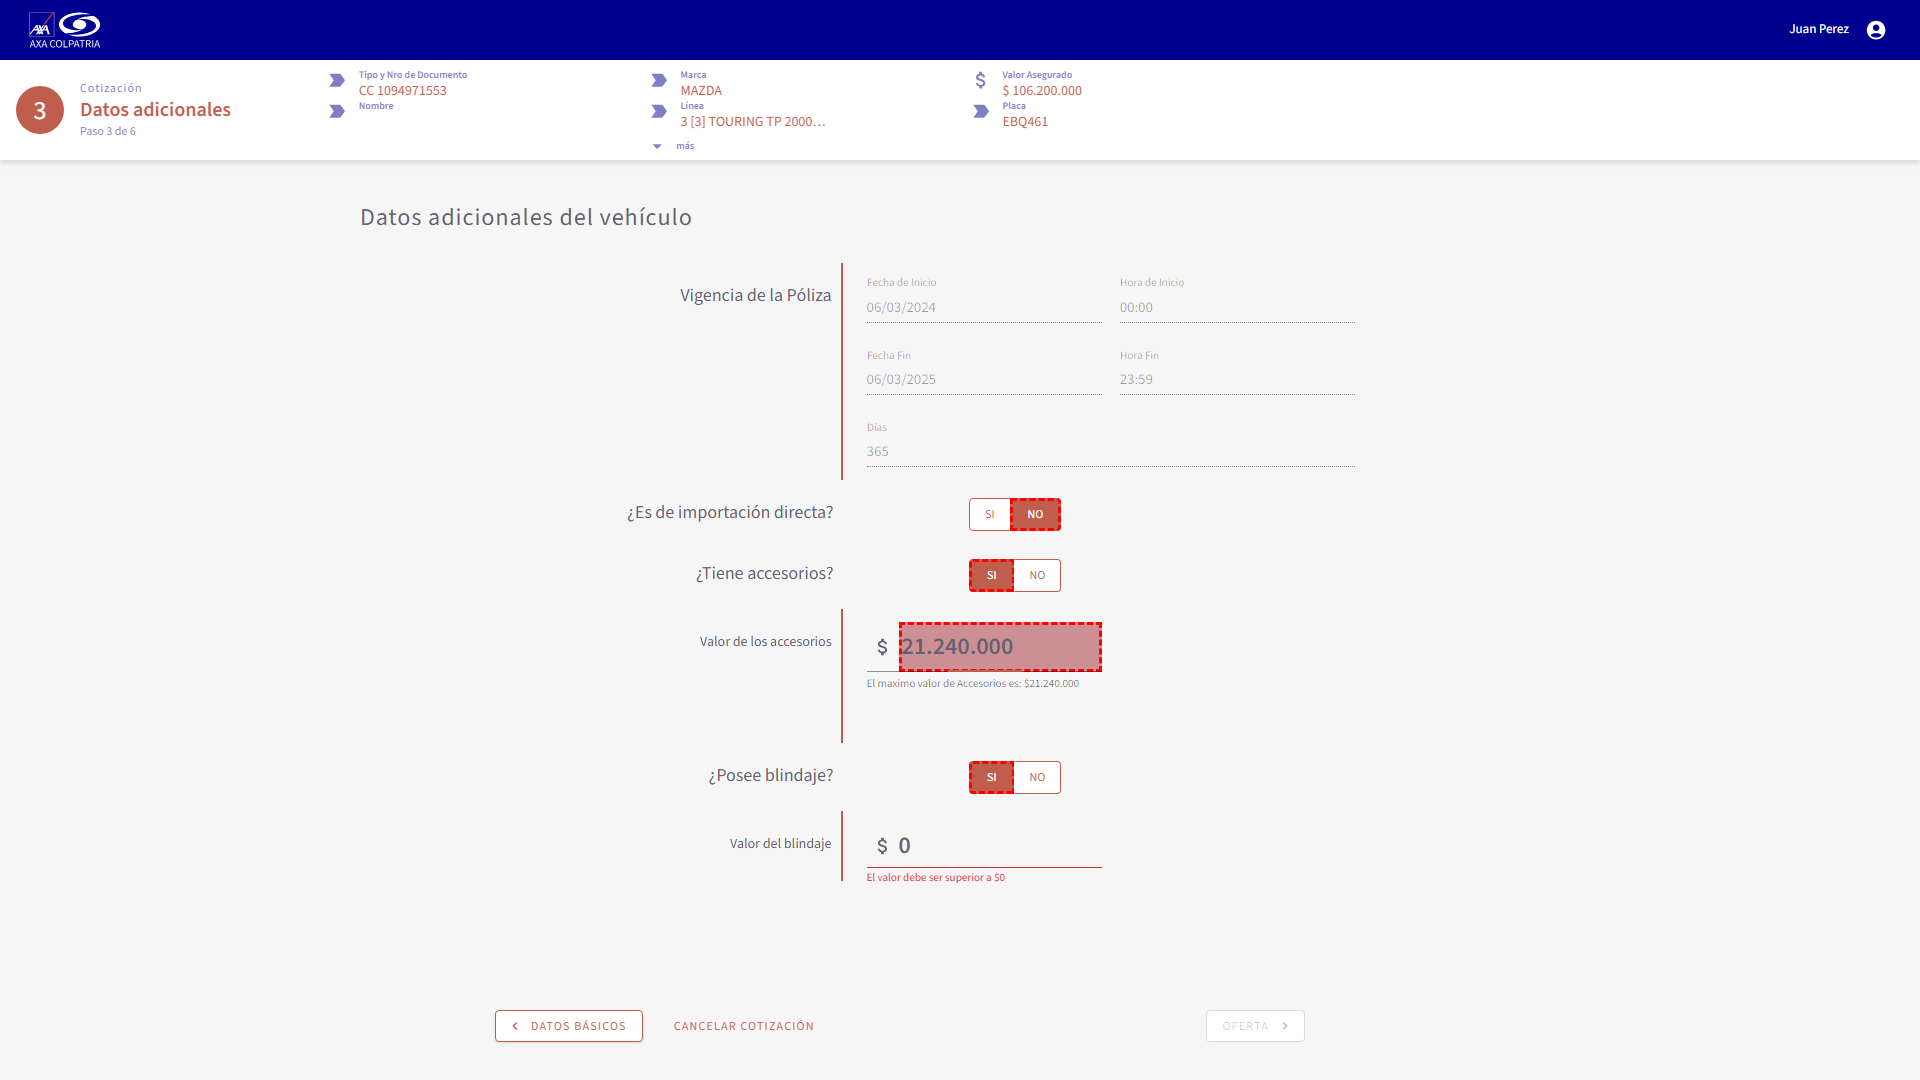 AXA COLPATRIA
Juan Perez
3
Cotización
Datos adicionales
Paso 3 de 6
Tipo y Nro de Documento
CC 1094971553
Nombre
Marca
MAZDA
Línea
3 [3] TOURING TP 2000...
más
Valor Asegurado
$ 106.200.000
Placa
EBQ461
Datos adicionales del vehículo
Vigencia de la Póliza
Fecha de Inicio
06/03/2024
Hora de Inicio
00:00
Fecha Fin
06/03/2025
Hora Fin
23:59
Días
365
¿Es de importación directa?
SI NO
¿Tiene accesorios?
SI NO
Valor de los accesorios
$ 21.240.000
El maximo valor de Accesorios es: $21.240.000
¿Posee blindaje?
SI NO
Valor del blindaje
$ 0
El valor debe ser superior a $0
DATOS BÁSICOS
CANCELAR COTIZACIÓN
OFERTA